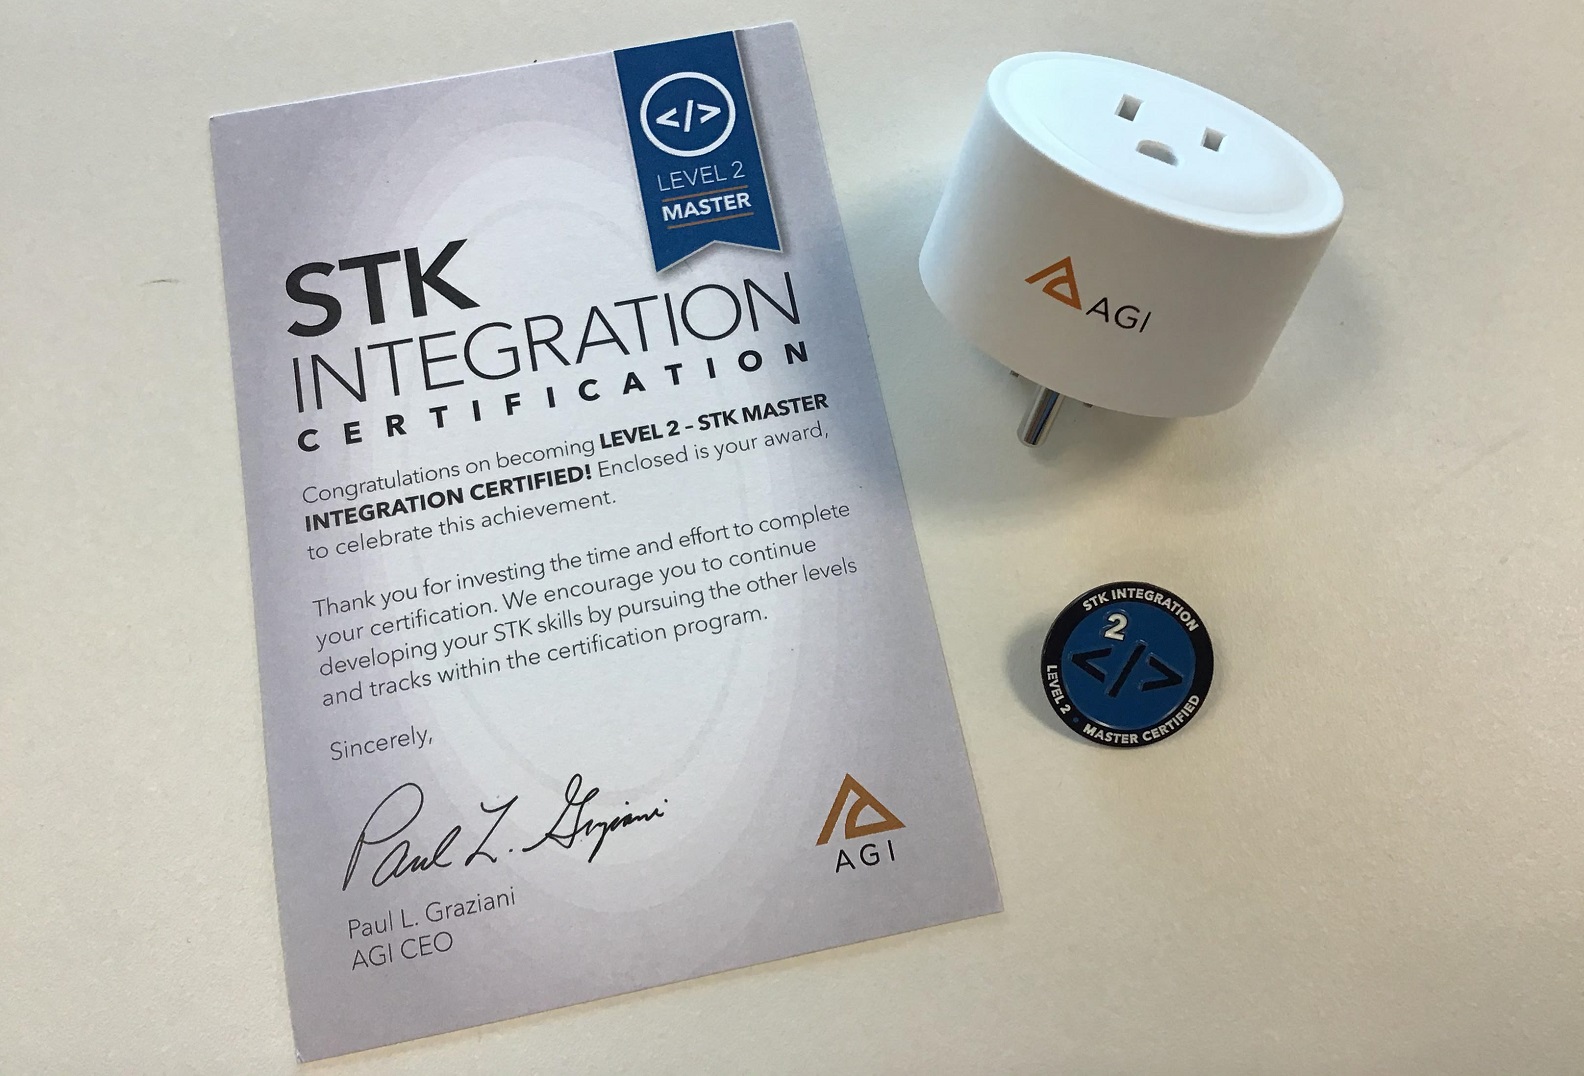 </>
LEVEL 2
MASTER
STK
INTEGRATION
CERTIFICATION
Congratulations on becoming LEVEL 2 – STK MASTER
INTEGRATION CERTIFIED! Enclosed is your award,
to celebrate this achievement.
Thank you for investing the time and effort to complete
your certification. We encourage you to continue
developing your STK skills by pursuing the other levels
and tracks within the certification program.
Sincerely,
Paul L. Graziani
Paul L. Graziani
AGI CEO
AGI
AGI
STK INTEGRATION
2
</>
LEVEL 2 • MASTER CERTIFIED